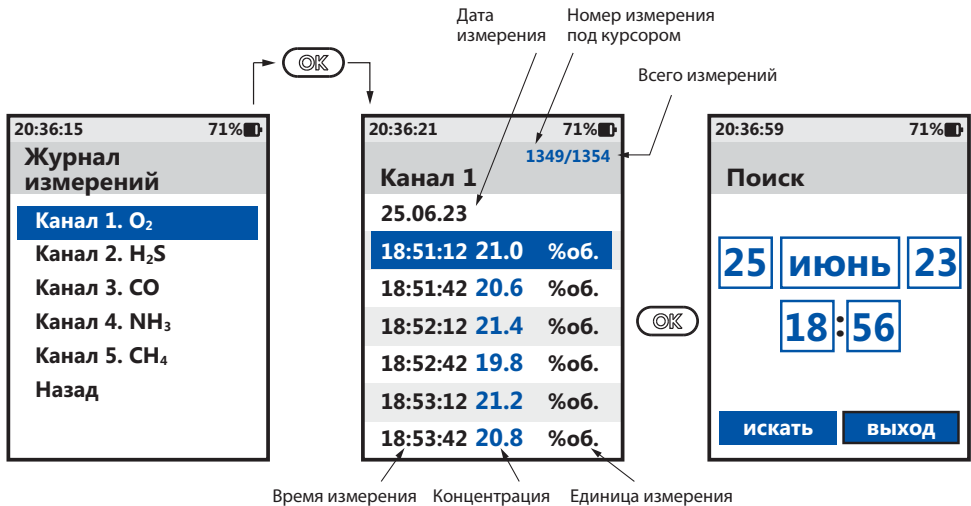 Дата
измерения
Номер измерения
под курсором
Всего измерений
OK
20:36:15 71%
Журнал
измерений
Канал 1. O₂
Канал 2. H₂S
Канал 3. CO
Канал 4. NH₃
Канал 5. CH₄
Назад
20:36:21 71%
1349/1354
Канал 1
25.06.23
18:51:12 21.0 %об.
18:51:42 20.6 %об.
18:52:12 21.4 %об.
18:52:42 19.8 %об.
18:53:12 21.2 %об.
18:53:42 20.8 %об.
Время измерения Концентрация Единица измерения
OK
20:36:59 71%
Поиск
25 июнь 23
18:56
искать выход